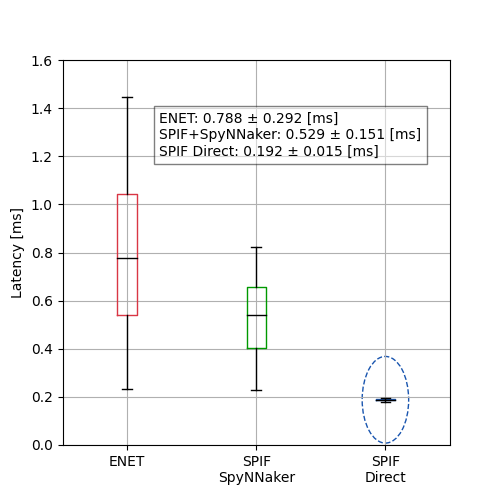 1.6
1.4
1.2
1.0
0.8
0.6
0.4
0.2
0.0
Latency [ms]
ENET: 0.788 ± 0.292 [ms]
SPIF+SpyNNaker: 0.529 ± 0.151 [ms]
SPIF Direct: 0.192 ± 0.015 [ms]
ENET
SPIF
SpyNNaker
SPIF
Direct